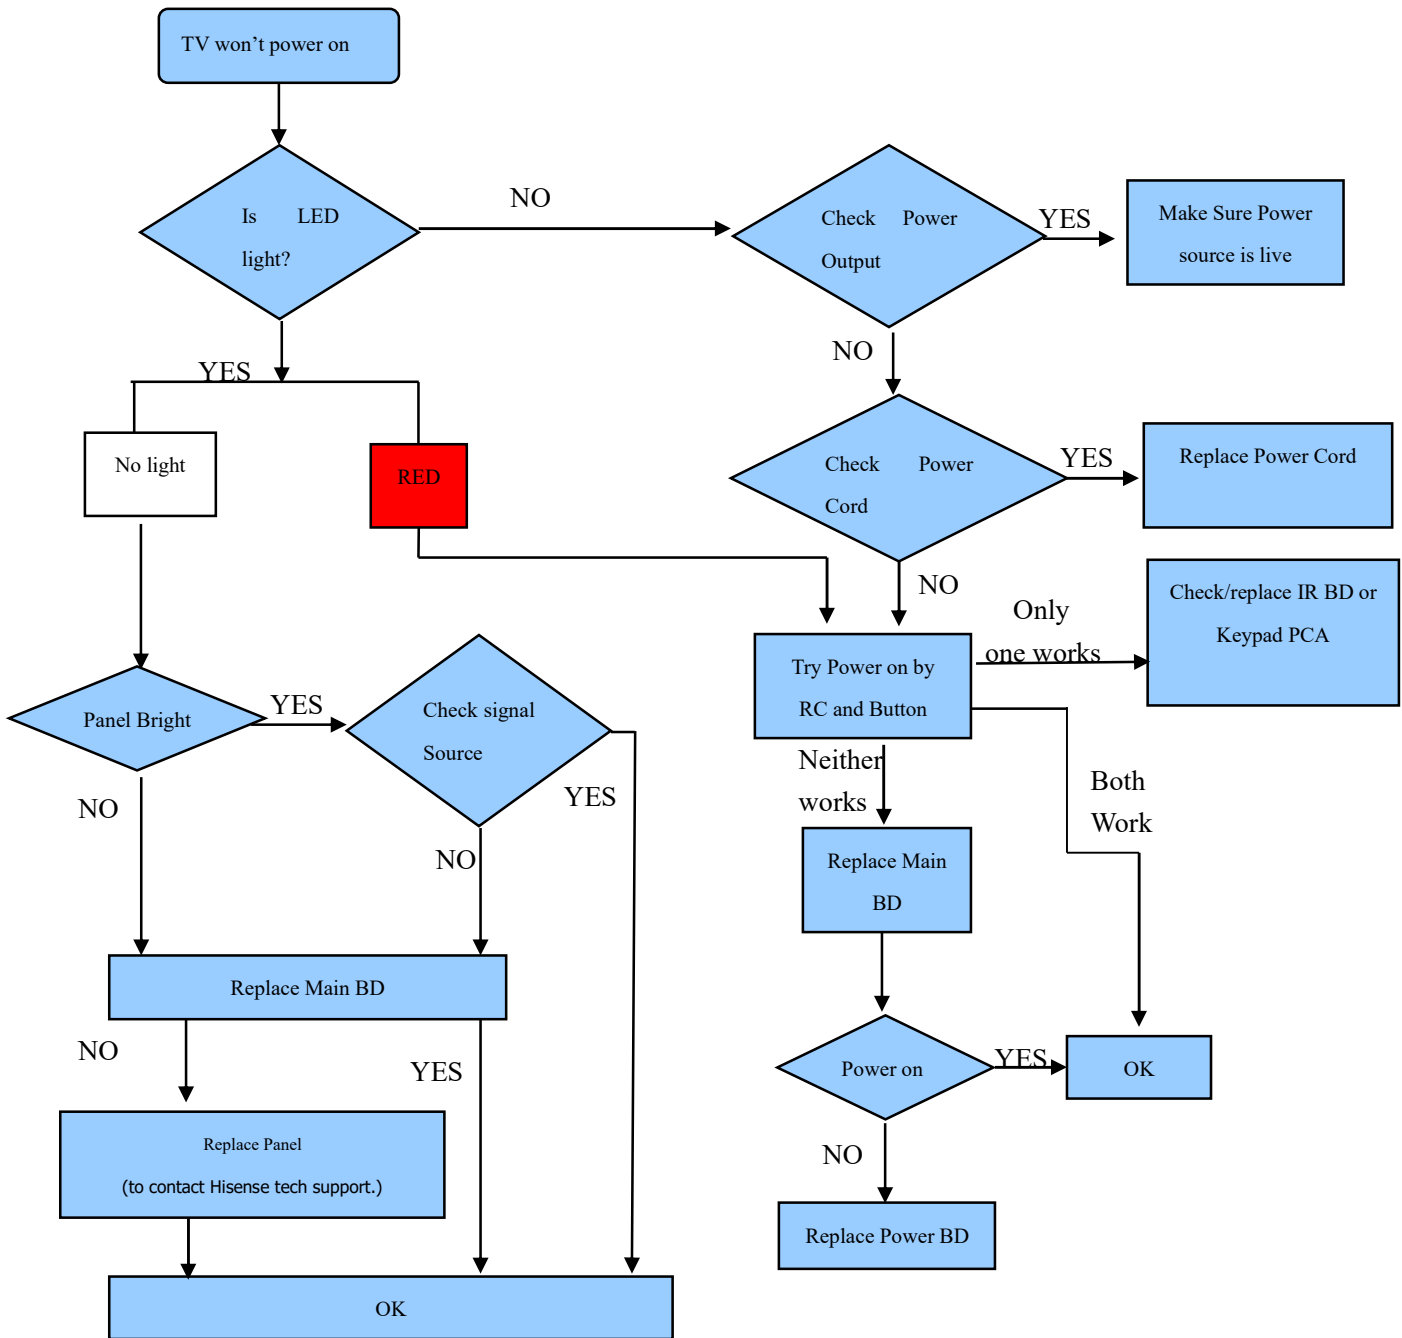 TV won’t power on
NO
Is LED
light?
Check Power
Output
YES
Make Sure Power
source is live
YES
NO
No light
RED
Check Power
Cord
YES
Replace Power Cord
NO
Only
one works
Check/replace IR BD or
Keypad PCA
Try Power on by
RC and Button
Panel Bright
YES
Check signal
Source
NO
YES
NO
Neither
works
Both
Work
Replace Main
BD
Replace Main BD
NO
YES
Power on
YES
OK
Replace Panel
(to contact Hisense tech support.)
NO
Replace Power BD
OK